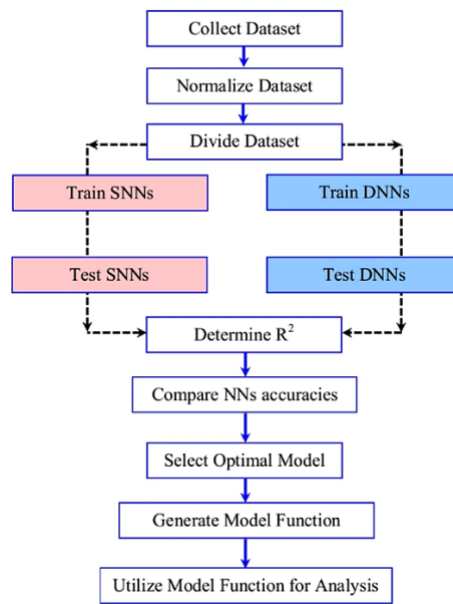 Collect Dataset
Normalize Dataset
Divide Dataset
Train SNNs
Train DNNs
Test SNNs
Test DNNs
Determine R²
Compare NNs accuracies
Select Optimal Model
Generate Model Function
Utilize Model Function for Analysis